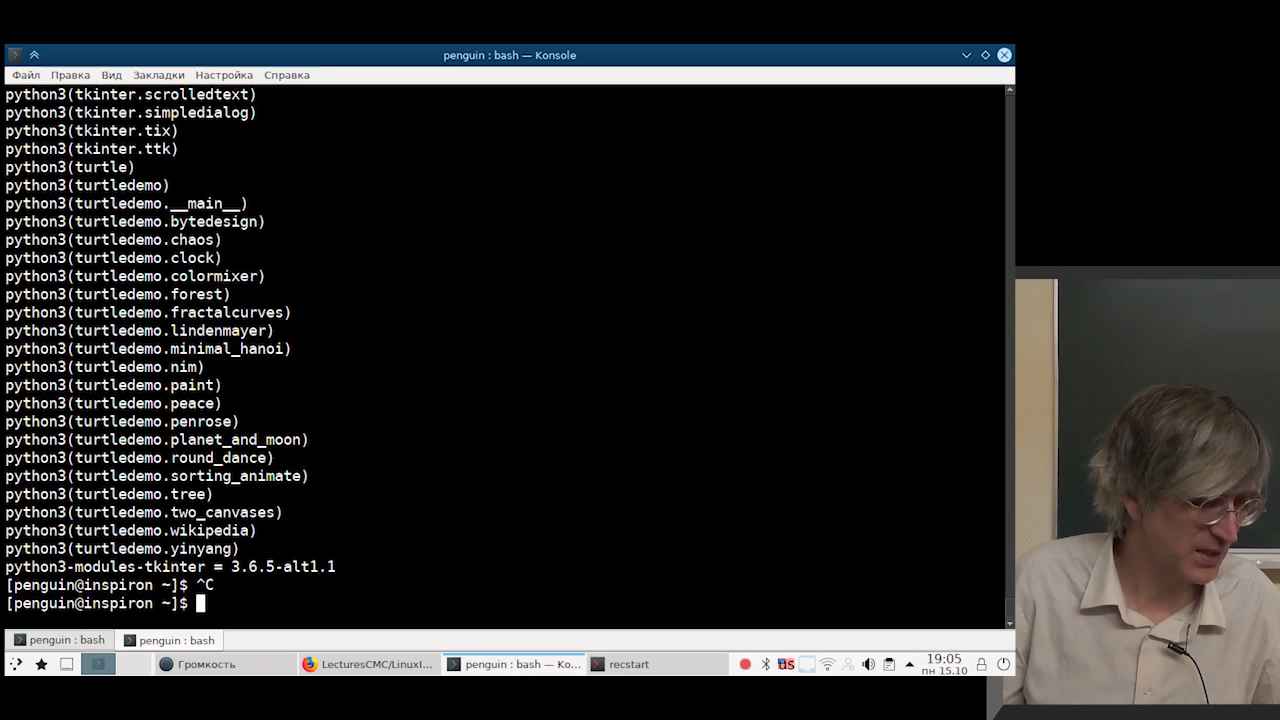 penguin : bash — Konsole
Файл Правка Вид Закладки Настройка Справка
python3(tkinter.scrolledtext)
python3(tkinter.simpledialog)
python3(tkinter.tix)
python3(tkinter.ttk)
python3(turtle)
python3(turtledemo)
python3(turtledemo.__main__)
python3(turtledemo.bytedesign)
python3(turtledemo.chaos)
python3(turtledemo.clock)
python3(turtledemo.colormixer)
python3(turtledemo.forest)
python3(turtledemo.fractalcurves)
python3(turtledemo.lindenmayer)
python3(turtledemo.minimal_hanoi)
python3(turtledemo.nim)
python3(turtledemo.paint)
python3(turtledemo.peace)
python3(turtledemo.penrose)
python3(turtledemo.planet_and_moon)
python3(turtledemo.round_dance)
python3(turtledemo.sorting_animate)
python3(turtledemo.tree)
python3(turtledemo.two_canvases)
python3(turtledemo.wikipedia)
python3(turtledemo.yinyang)
python3-modules-tkinter = 3.6.5-alt1.1
[penguin@inspiron ~]$ ^C
[penguin@inspiron ~]$
penguin : bash penguin : bash
Громкость LecturesCMC/LinuxI... penguin : bash — Ko... recstart us 19:05
пн 15.10